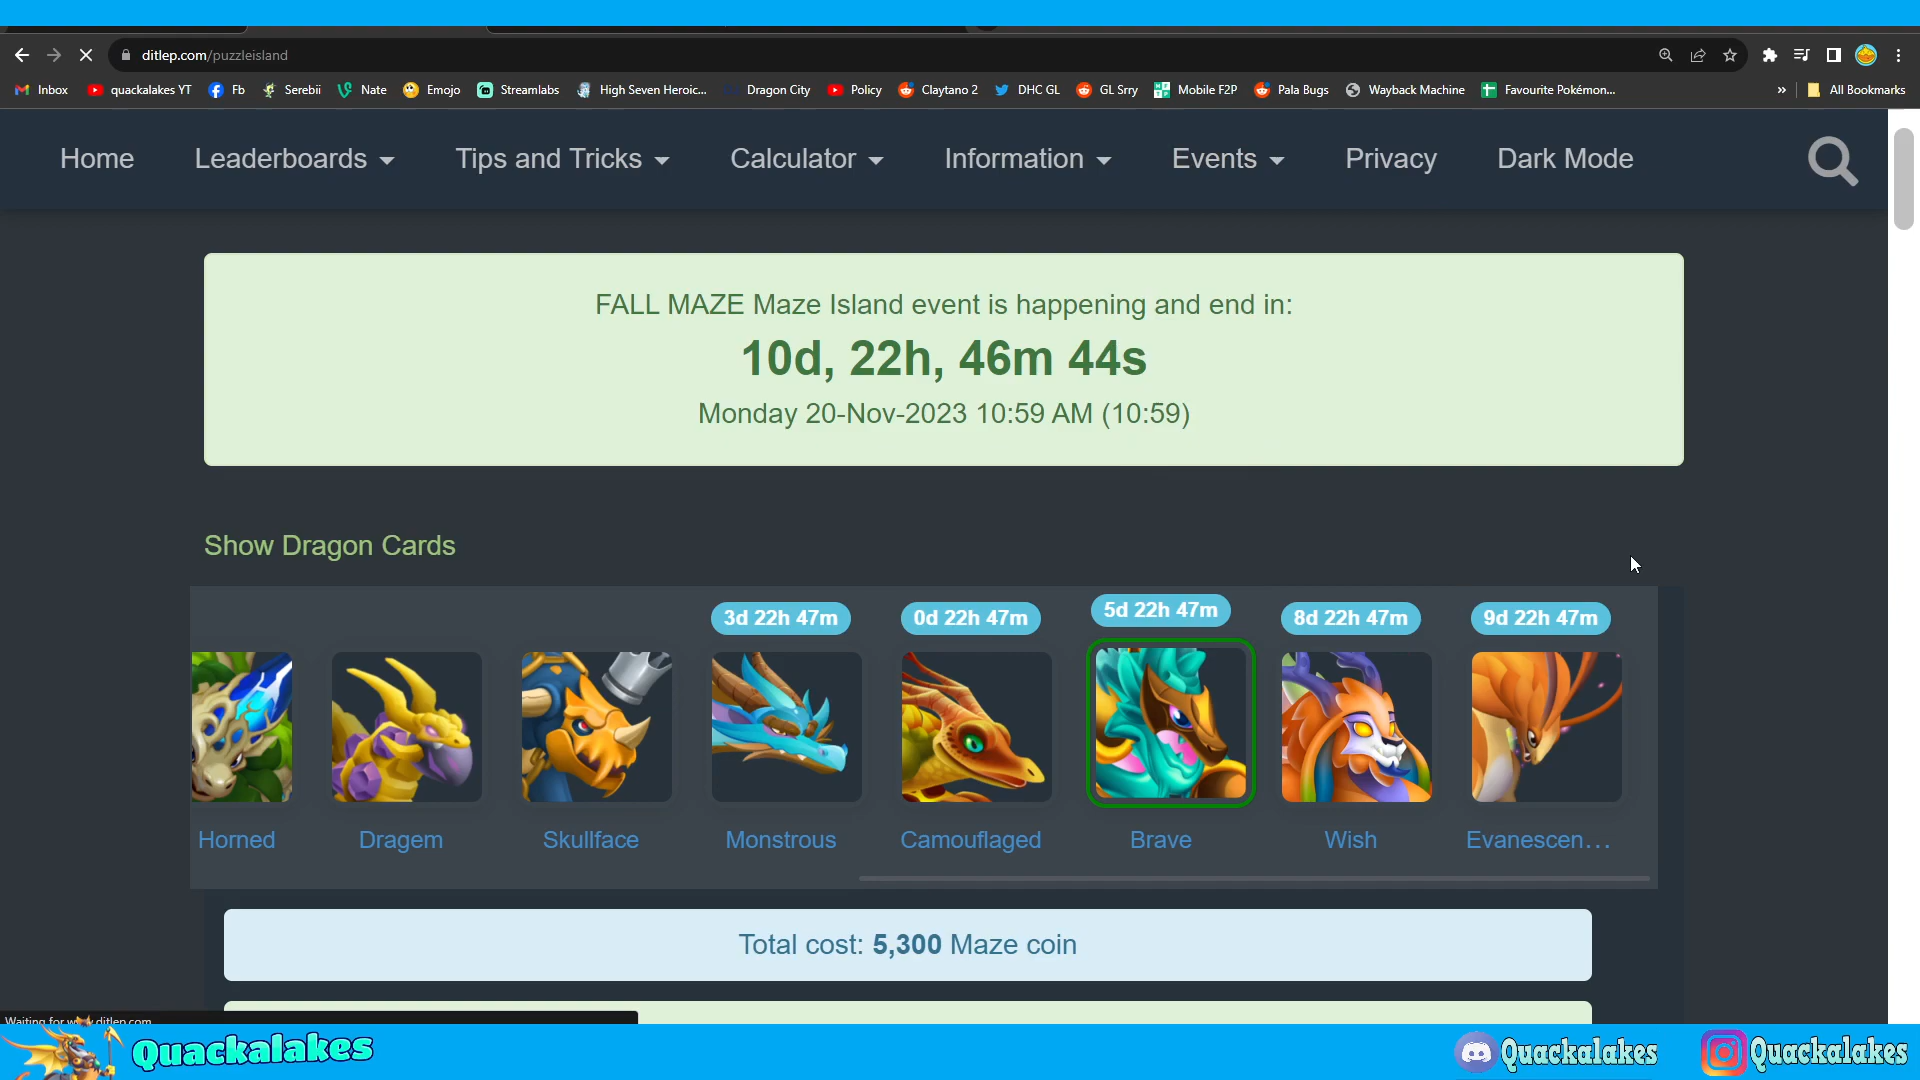 ditlep.com/puzzleisland
Inbox quackalakes YT Fb Serebii Nate Emojo Streamlabs High Seven Heroic... Dragon City Policy Claytano 2 DHC GL GL Srry Mobile F2P Pala Bugs Wayback Machine Favourite Pokémon... » All Bookmarks
Home Leaderboards Tips and Tricks Calculator Information Events Privacy Dark Mode
FALL MAZE Maze Island event is happening and end in:
10d, 22h, 46m 44s
Monday 20-Nov-2023 10:59 AM (10:59)
Show Dragon Cards
3d 22h 47m 0d 22h 47m 5d 22h 47m 8d 22h 47m 9d 22h 47m
Horned Dragem Skullface Monstrous Camouflaged Brave Wish Evanescen...
Total cost: 5,300 Maze coin
Waiting for www.ditlep.com...
Quackalakes Quackalakes Quackalakes